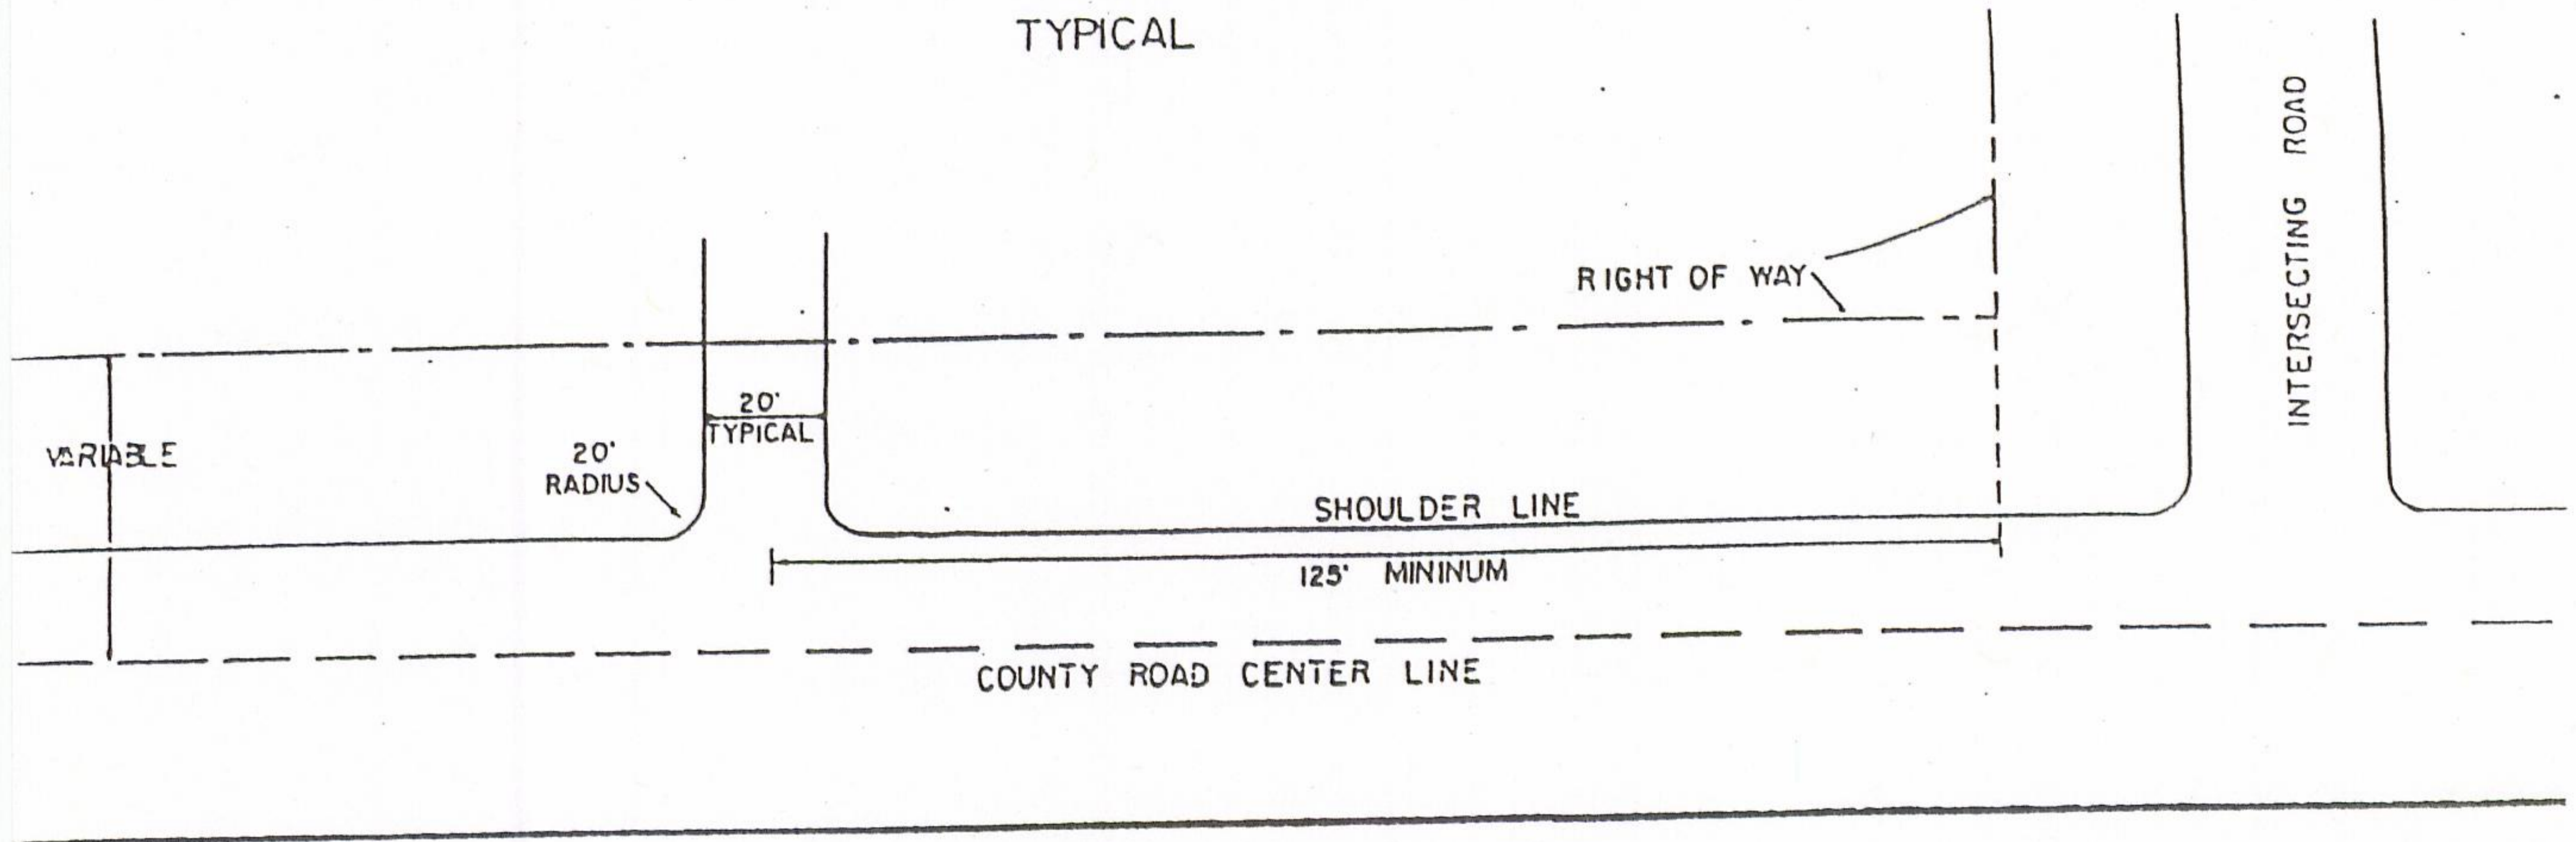 TYPICAL
INTERSECTING ROAD
RIGHT OF WAY
20'
TYPICAL
VARIABLE
20'
RADIUS
SHOULDER LINE
125' MININUM
COUNTY ROAD CENTER LINE